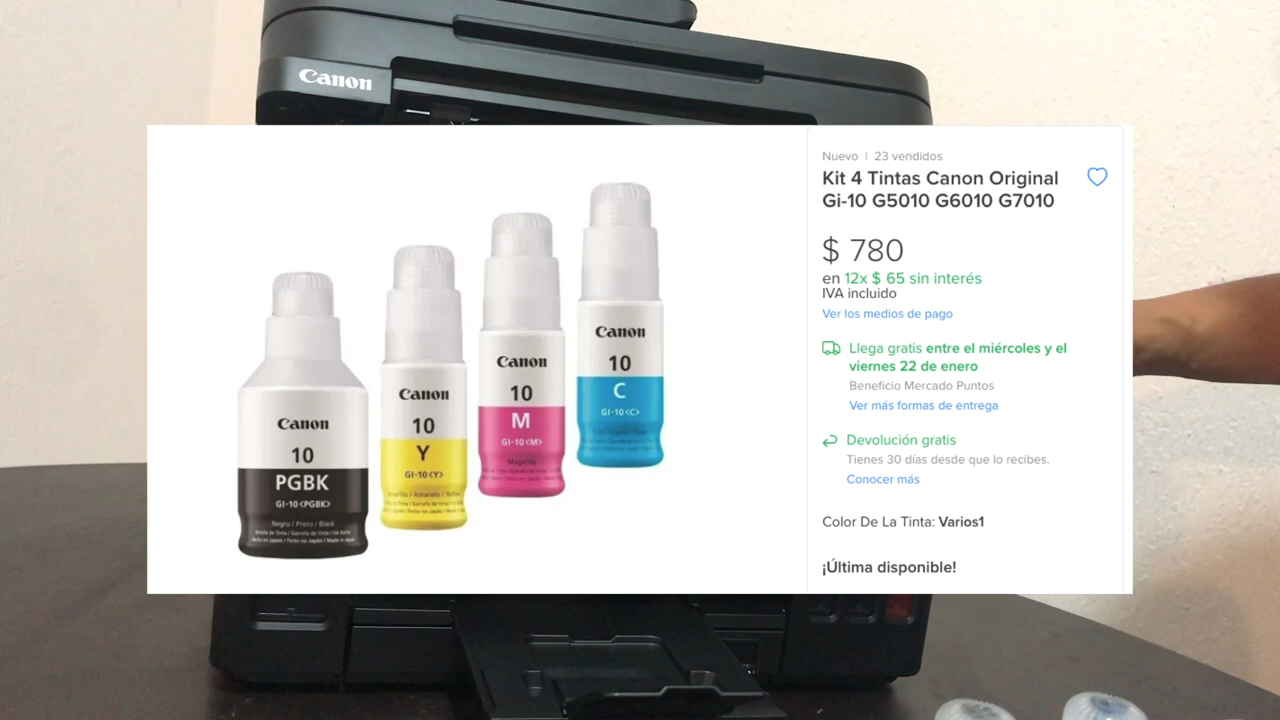 Canon
Nuevo | 23 vendidos
Kit 4 Tintas Canon Original
Gi-10 G5010 G6010 G7010
$ 780
en 12x $ 65 sin interés
IVA incluido
Ver los medios de pago
Llega gratis entre el miércoles y el
viernes 22 de enero
Beneficio Mercado Puntos
Ver más formas de entrega
Devolución gratis
Tienes 30 días desde que lo recibes.
Conocer más
Color De La Tinta: Varios1
¡Última disponible!
Canon
10
PGBK
GI-10<PGBK>
Negro / Preto / Black
Canon
10
Y
GI-10<Y>
Amarillo / Amarelo / Yellow
Canon
10
M
GI-10<M>
Magenta
Canon
10
C
GI-10<C>